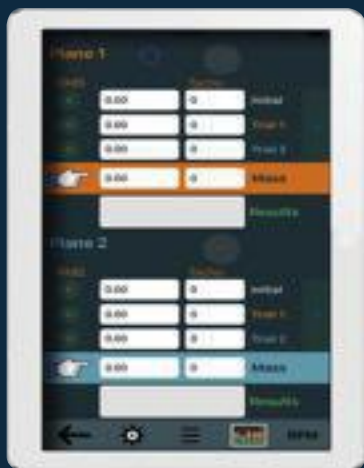 Plane 1
0.00 0 Initial
0.00 0 Trial 1
0.00 0 Trial 2
0.00 0 Mass
Results
Plane 2
0.00 0 Initial
0.00 0 Trial 1
0.00 0 Trial 2
0.00 0 Mass
Results
RPM